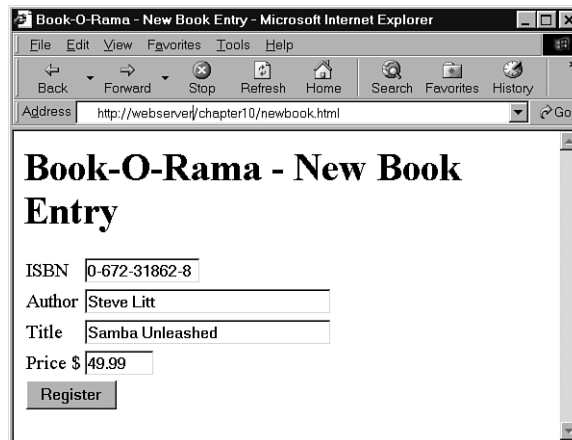 Book-O-Rama - New Book Entry - Microsoft Internet Explorer
File Edit View Favorites Tools Help
Back Forward Stop Refresh Home Search Favorites History
Address http://webserver/chapter10/newbook.html Go
Book-O-Rama - New Book
Entry
ISBN 0-672-31862-8
Author Steve Litt
Title Samba Unleashed
Price $ 49.99
Register